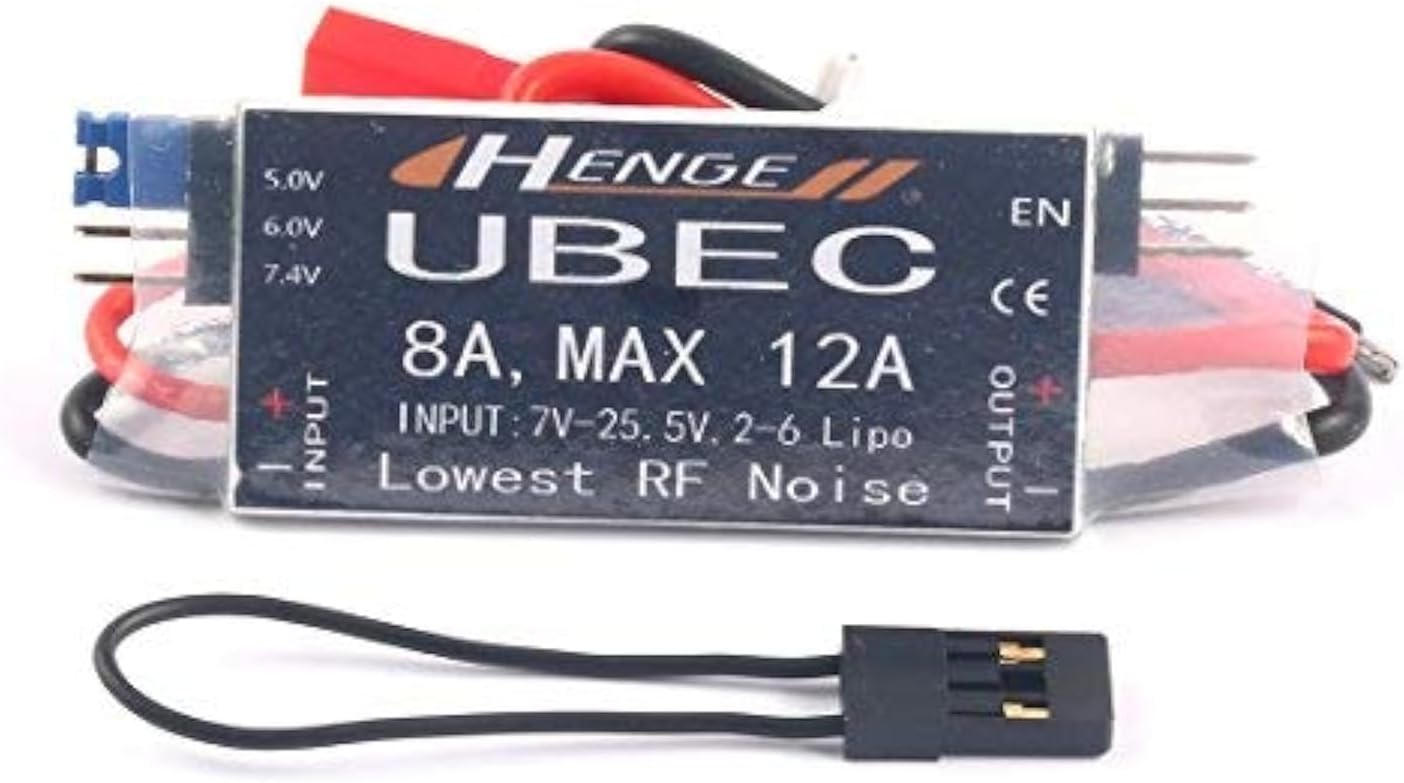 HENGE
UBEC
8A, MAX 12A
INPUT:7V-25.5V, 2-6 Lipo
Lowest RF Noise
5.0V
6.0V
7.4V
+
INPUT
−
EN
CE
+
OUTPUT
−